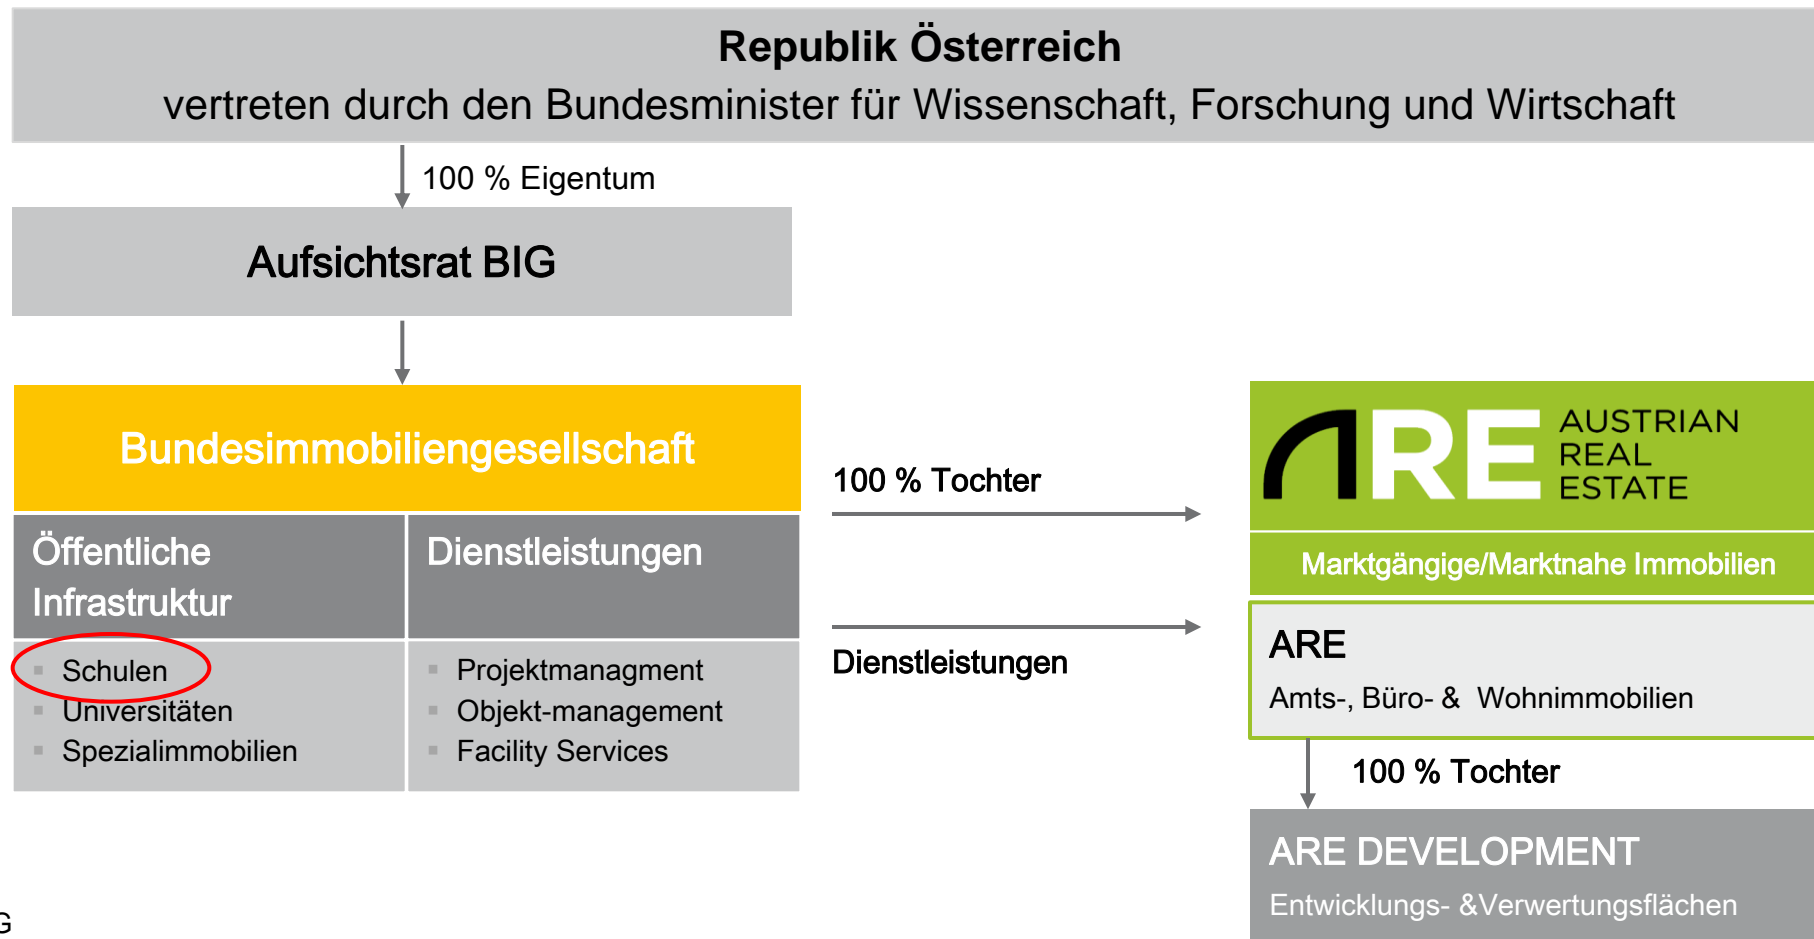 Republik Österreich
vertreten durch den Bundesminister für Wissenschaft, Forschung und Wirtschaft
100 % Eigentum
Aufsichtsrat BIG
Bundesimmobiliengesellschaft
Öffentliche
Infrastruktur
Dienstleistungen
Schulen
Universitäten
Spezialimmobilien
Projektmanagment
Objekt-management
Facility Services
100 % Tochter
Dienstleistungen
ARE
AUSTRIAN
REAL
ESTATE
Marktgängige/Marktnahe Immobilien
ARE
Amts-, Büro- & Wohnimmobilien
100 % Tochter
ARE DEVELOPMENT
Entwicklungs- &Verwertungsflächen
G